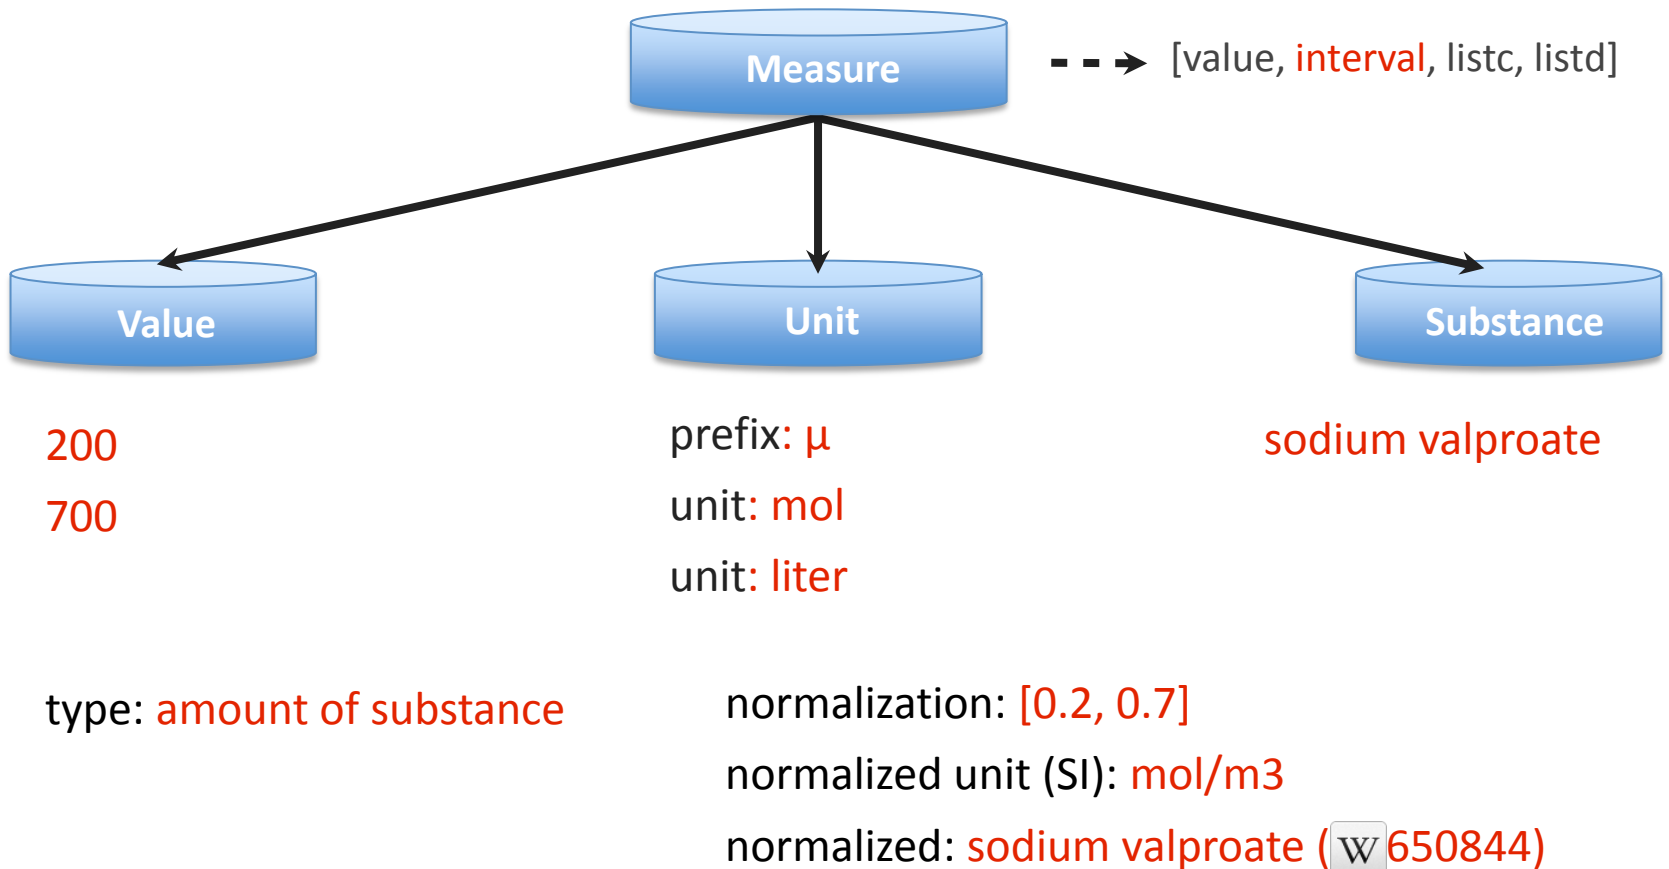 Measure
[value, interval, listc, listd]
Value
Unit
Substance
200
700
prefix: μ
unit: mol
unit: liter
sodium valproate
type: amount of substance
normalization: [0.2, 0.7]
normalized unit (SI): mol/m3
normalized: sodium valproate (W650844)